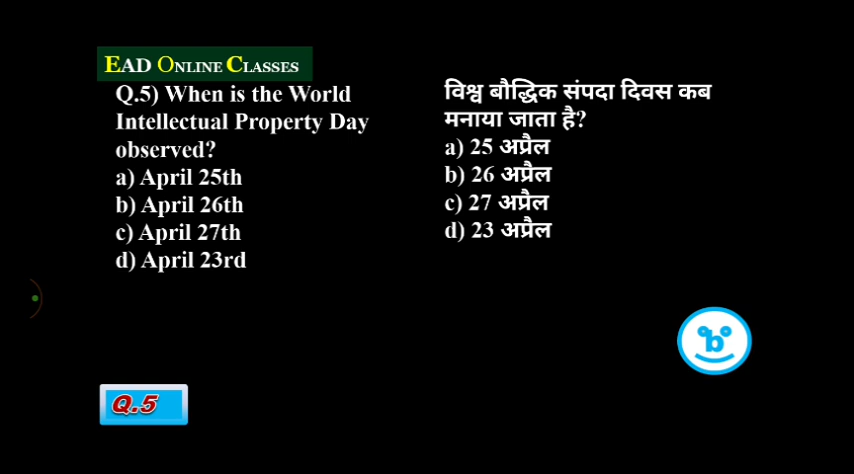 EAD ONLINE CLASSES
Q.5) When is the World
Intellectual Property Day
observed?
a) April 25th
b) April 26th
c) April 27th
d) April 23rd
विश्व बौद्धिक संपदा दिवस कब
मनाया जाता है?
a) 25 अप्रैल
b) 26 अप्रैल
c) 27 अप्रैल
d) 23 अप्रैल
b
Q.5